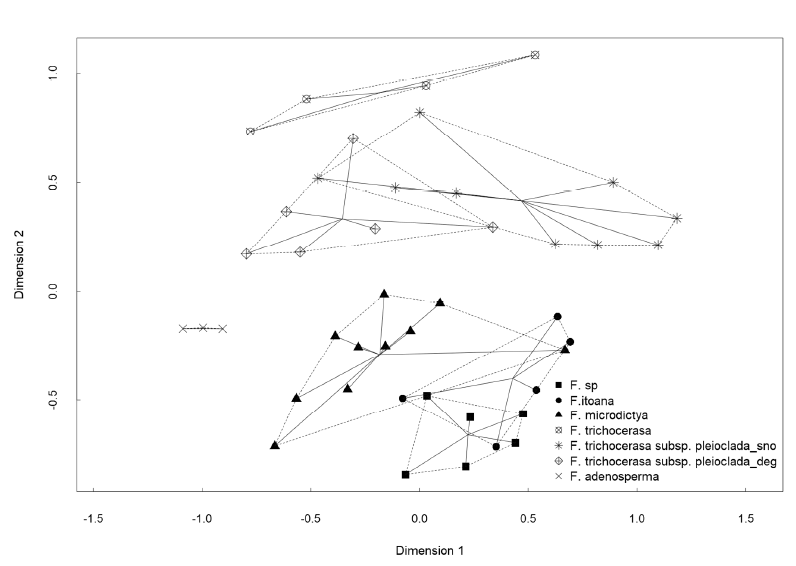 1.0
0.5
0.0
-0.5
Dimension 2
F. sp
F.itoana
F. microdictya
F. trichocerasa
F. trichocerasa subsp. pleioclada_sno
F. trichocerasa subsp. pleioclada_deg
F. adenosperma
-1.5 -1.0 -0.5 0.0 0.5 1.0 1.5
Dimension 1